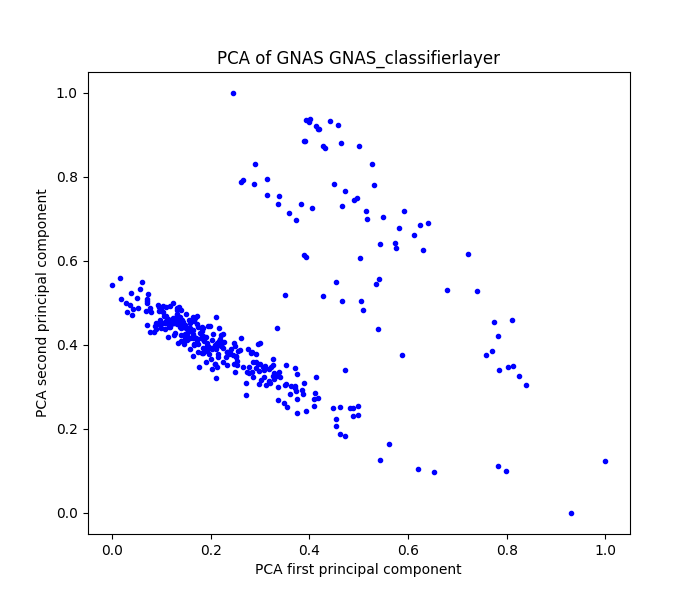 PCA of GNAS GNAS_classifierlayer
PCA second principal component
1.0
0.8
0.6
0.4
0.2
0.0
0.0 0.2 0.4 0.6 0.8 1.0
PCA first principal component